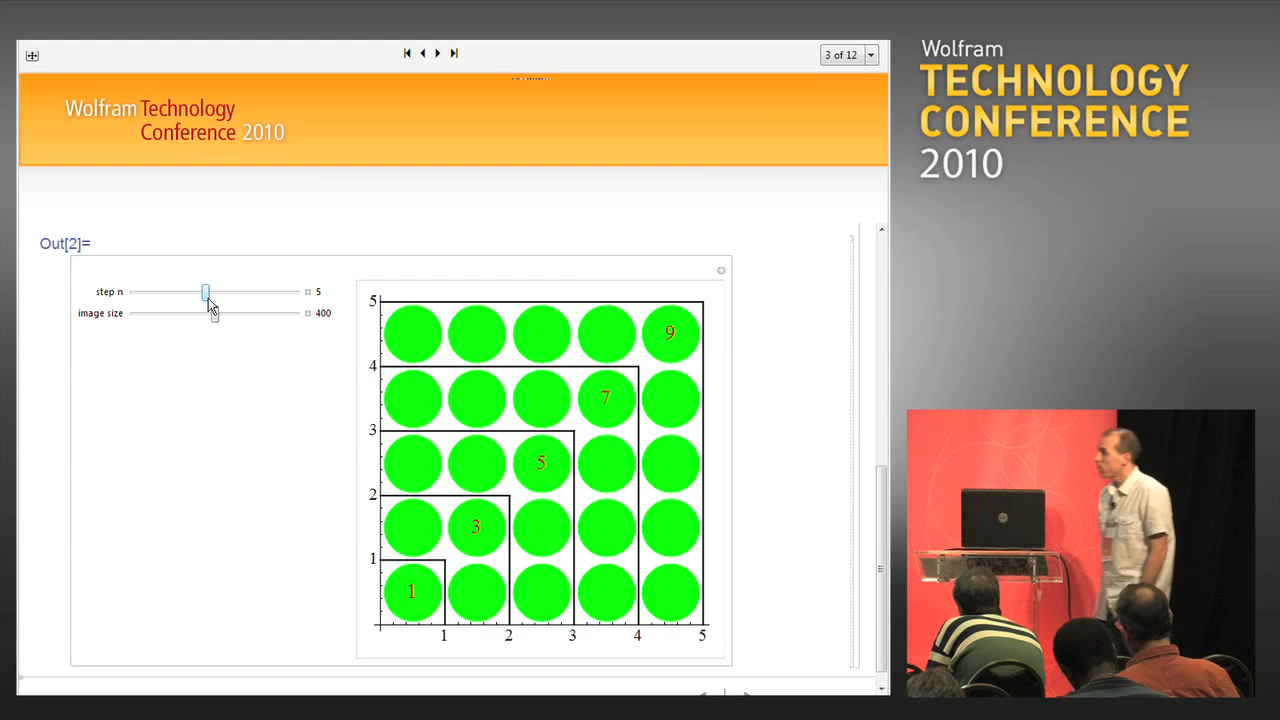 3 of 12
Wolfram Technology
Conference 2010
Out[2]=
step n 5
image size 400
5
4
3
2
1
9
7
5
3
1
1 2 3 4 5
Wolfram
TECHNOLOGY
CONFERENCE
2010